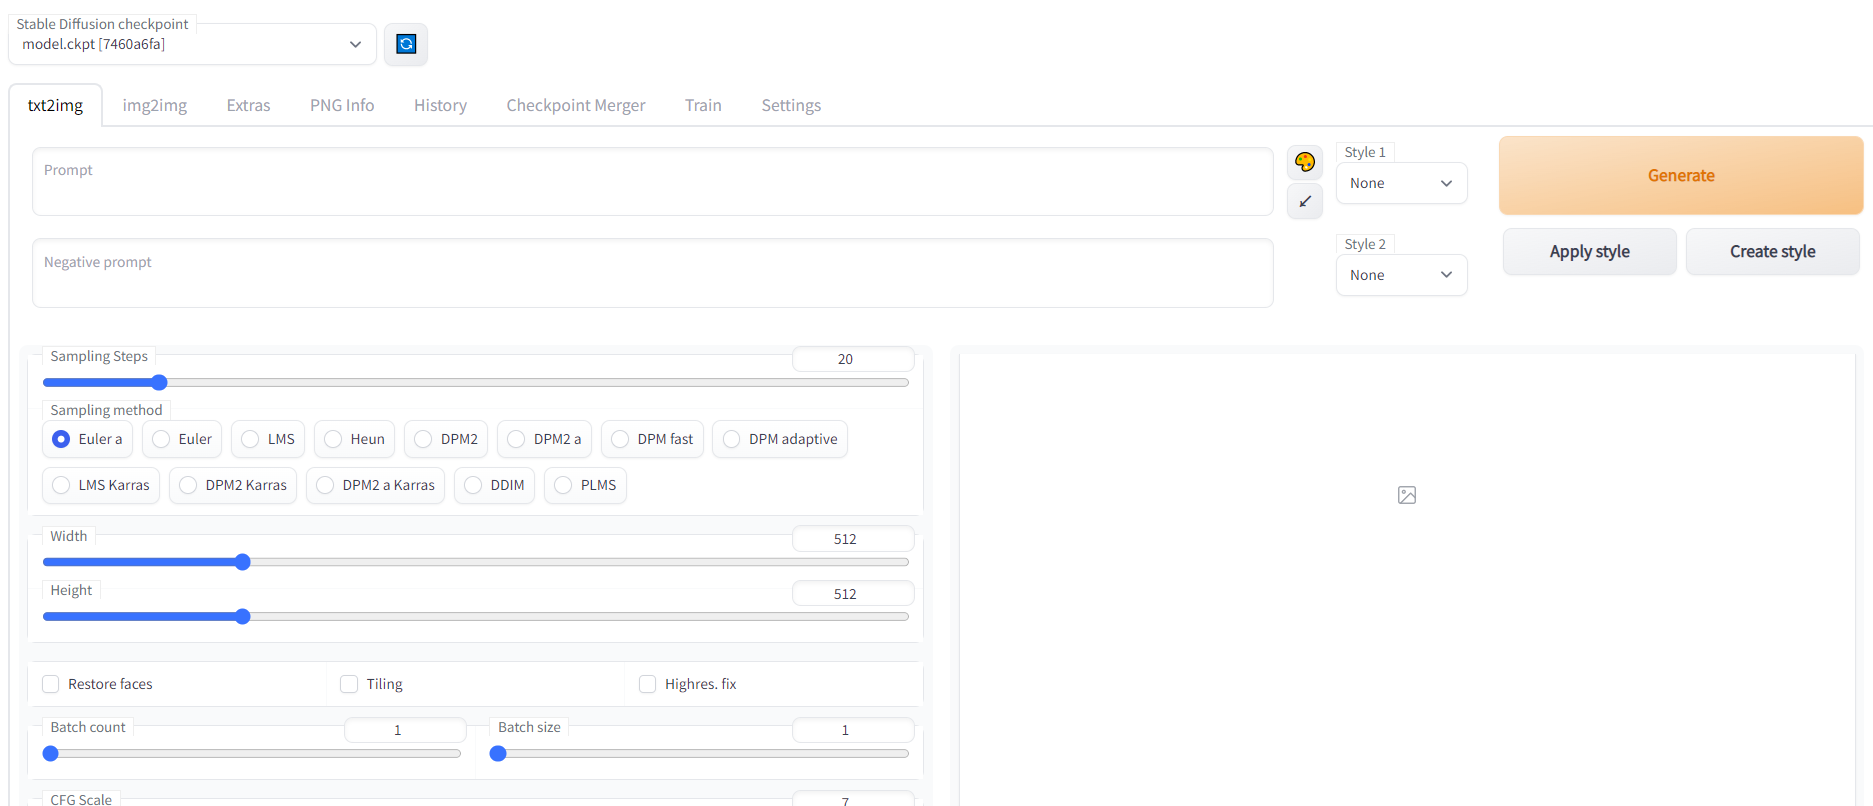 Stable Diffusion checkpoint
model.ckpt [7460a6fa]
txt2img img2img Extras PNG Info History Checkpoint Merger Train Settings
Prompt
Style 1
None
Generate
Negative prompt
Style 2
None
Apply style Create style
Sampling Steps 20
Sampling method
Euler a Euler LMS Heun DPM2 DPM2 a DPM fast DPM adaptive
LMS Karras DPM2 Karras DPM2 a Karras DDIM PLMS
Width 512
Height 512
Restore faces Tiling Highres. fix
Batch count 1 Batch size 1
CFG Scale 7